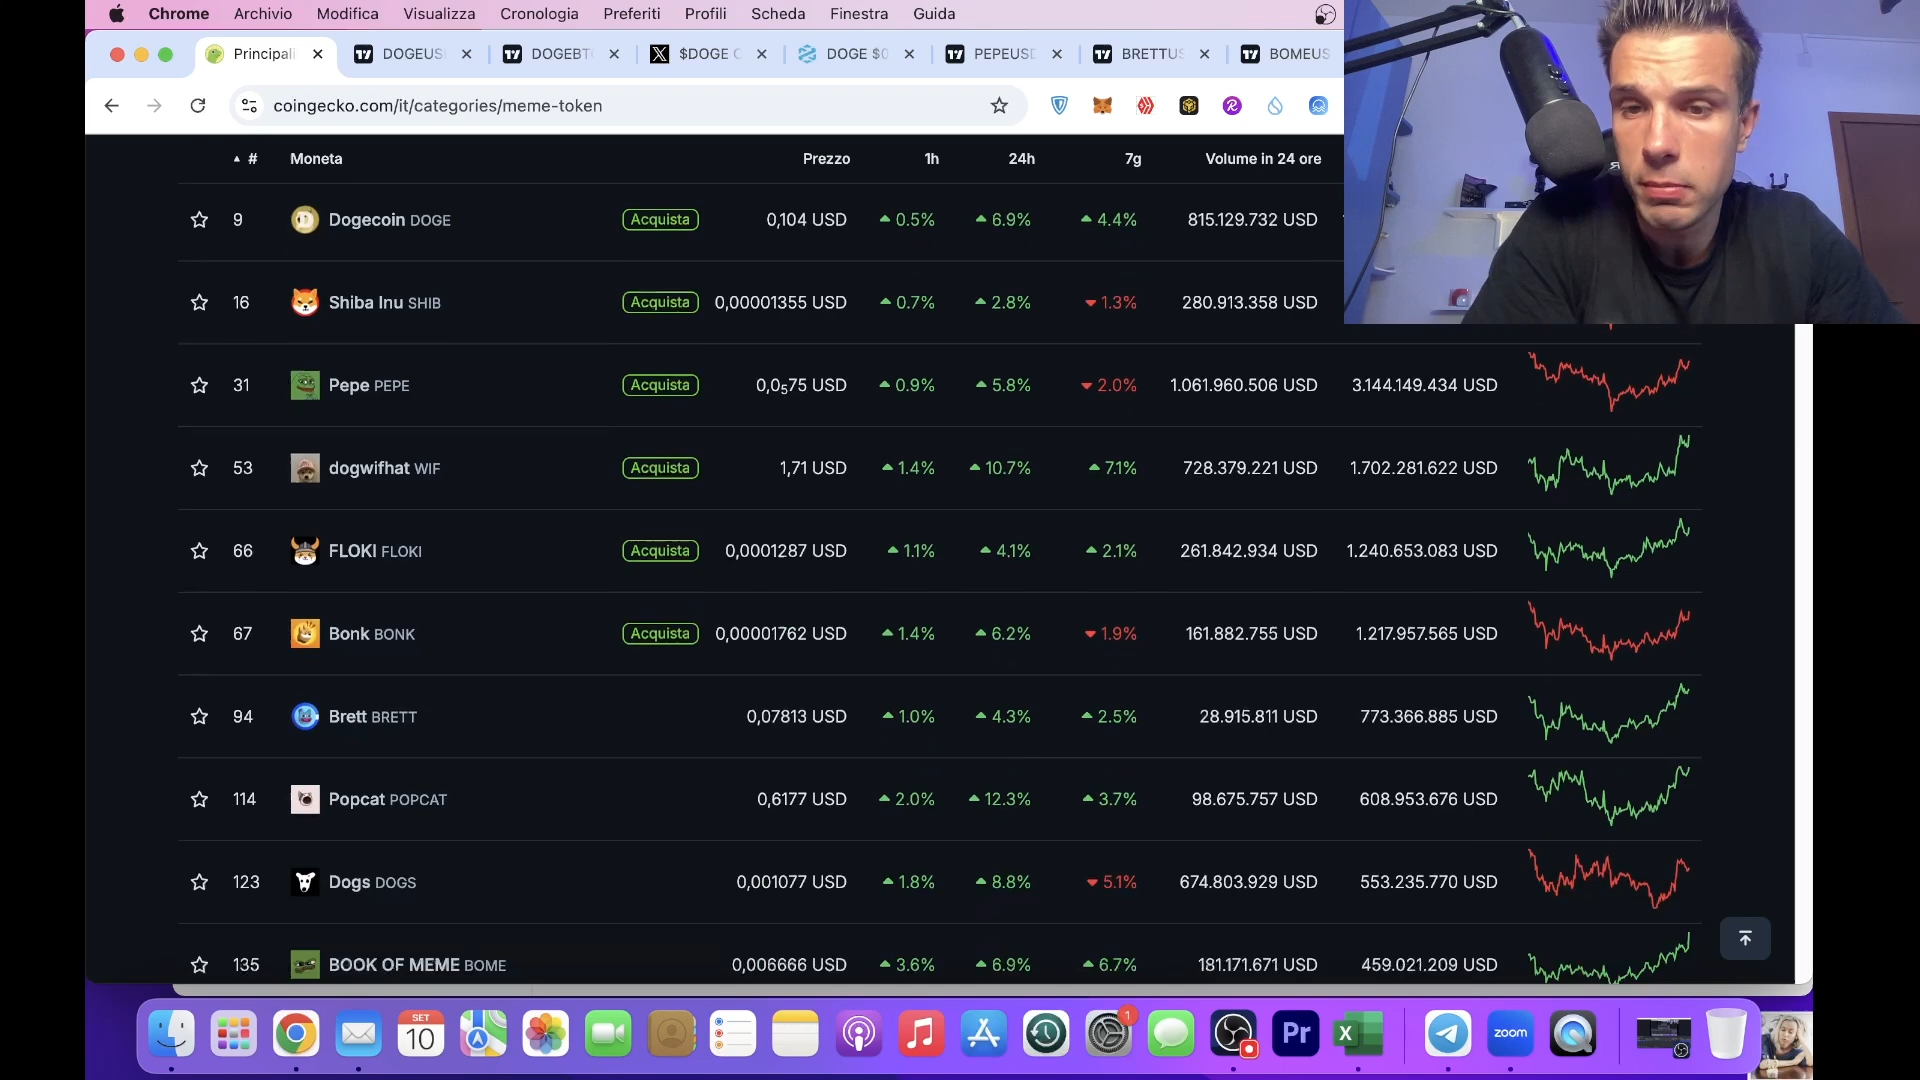 Chrome Archivio Modifica Visualizza Cronologia Preferiti Profili Scheda Finestra Guida
Principali DOGEUS DOGEBT $DOGE DOGE $0 PEPEUSD BRETTUS BOMEUS
coingecko.com/it/categories/meme-token
# Moneta Prezzo 1h 24h 7g Volume in 24 ore
9 Dogecoin DOGE Acquista 0,104 USD 0.5% 6.9% 4.4% 815.129.732 USD
16 Shiba Inu SHIB Acquista 0,00001355 USD 0.7% 2.8% 1.3% 280.913.358 USD
31 Pepe PEPE Acquista 0,0₅75 USD 0.9% 5.8% 2.0% 1.061.960.506 USD 3.144.149.434 USD
53 dogwifhat WIF Acquista 1,71 USD 1.4% 10.7% 7.1% 728.379.221 USD 1.702.281.622 USD
66 FLOKI FLOKI Acquista 0,0001287 USD 1.1% 4.1% 2.1% 261.842.934 USD 1.240.653.083 USD
67 Bonk BONK Acquista 0,00001762 USD 1.4% 6.2% 1.9% 161.882.755 USD 1.217.957.565 USD
94 Brett BRETT 0,07813 USD 1.0% 4.3% 2.5% 28.915.811 USD 773.366.885 USD
114 Popcat POPCAT 0,6177 USD 2.0% 12.3% 3.7% 98.675.757 USD 608.953.676 USD
123 Dogs DOGS 0,001077 USD 1.8% 8.8% 5.1% 674.803.929 USD 553.235.770 USD
135 BOOK OF MEME BOME 0,006666 USD 3.6% 6.9% 6.7% 181.171.671 USD 459.021.209 USD
SET
10
1
Pr
X
zoom